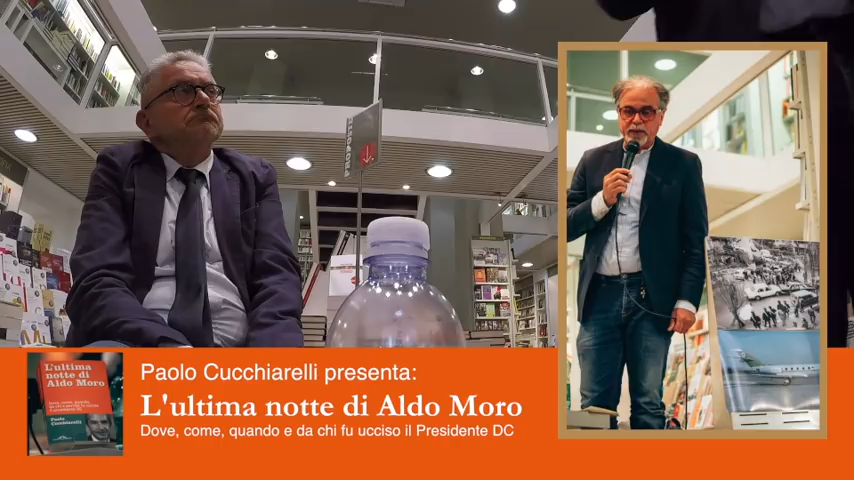 Paolo Cucchiarelli presenta:
L'ultima notte di Aldo Moro
Dove, come, quando e da chi fu ucciso il Presidente DC
L'ultima
notte di
Aldo Moro
Paolo
Cucchiarelli